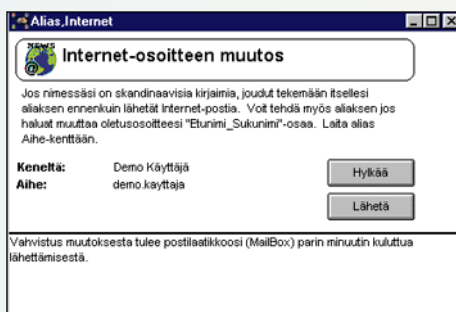 Alias,Internet
NEWS
@
Internet-osoitteen muutos
Jos nimessäsi on skandinaavisia kirjaimia, joudut tekemään itsellesi
aliaksen ennenkuin lähetät Internet-postia. Voit tehdä myös aliaksen jos
haluat muuttaa oletusosoitteesi "Etunimi_Sukunimi"-osaa. Laita alias
Aihe-kenttään.
Keneltä: Demo Käyttäjä
Hylkää
Aihe: demo.kayttaja
Lähetä
Vahvistus muutoksesta tulee postilaatikkoosi (MailBox) parin minuutin kuluttua
lähettämisestä.